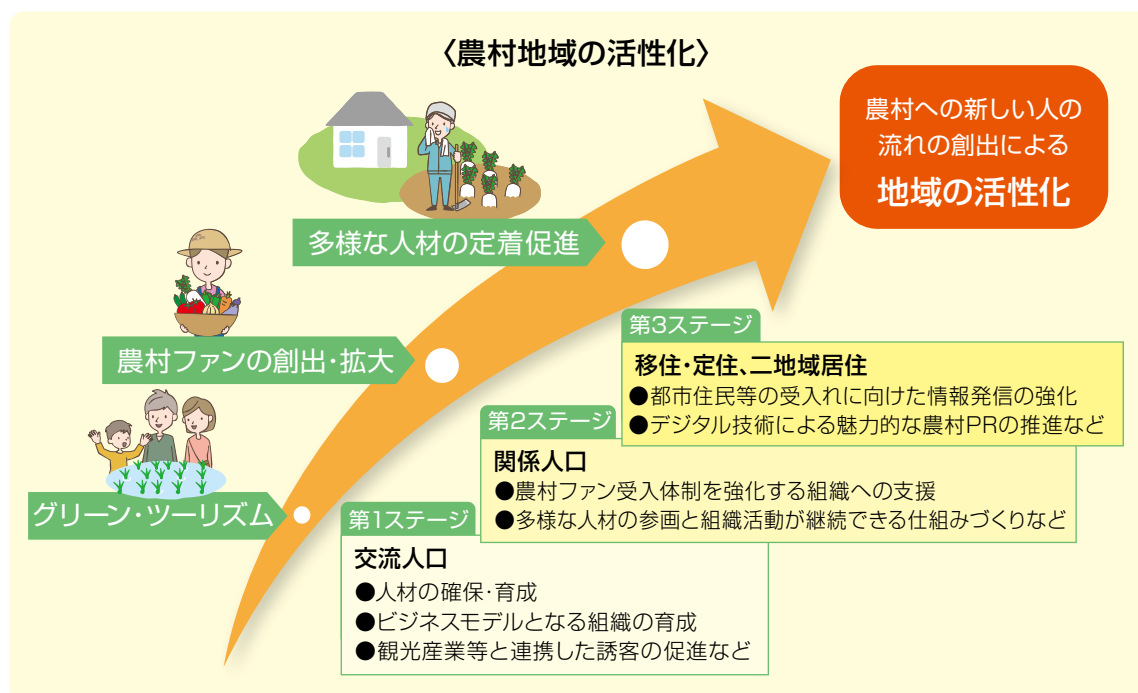 〈農村地域の活性化〉
農村への新しい人の
流れの創出による
地域の活性化
多様な人材の定着促進
農村ファンの創出・拡大
グリーン・ツーリズム
第3ステージ
移住・定住、二地域居住
●都市住民等の受入れに向けた情報発信の強化
●デジタル技術による魅力的な農村PRの推進など
第2ステージ
関係人口
●農村ファン受入体制を強化する組織への支援
●多様な人材の参画と組織活動が継続できる仕組みづくりなど
第1ステージ
交流人口
●人材の確保・育成
●ビジネスモデルとなる組織の育成
●観光産業等と連携した誘客の促進など